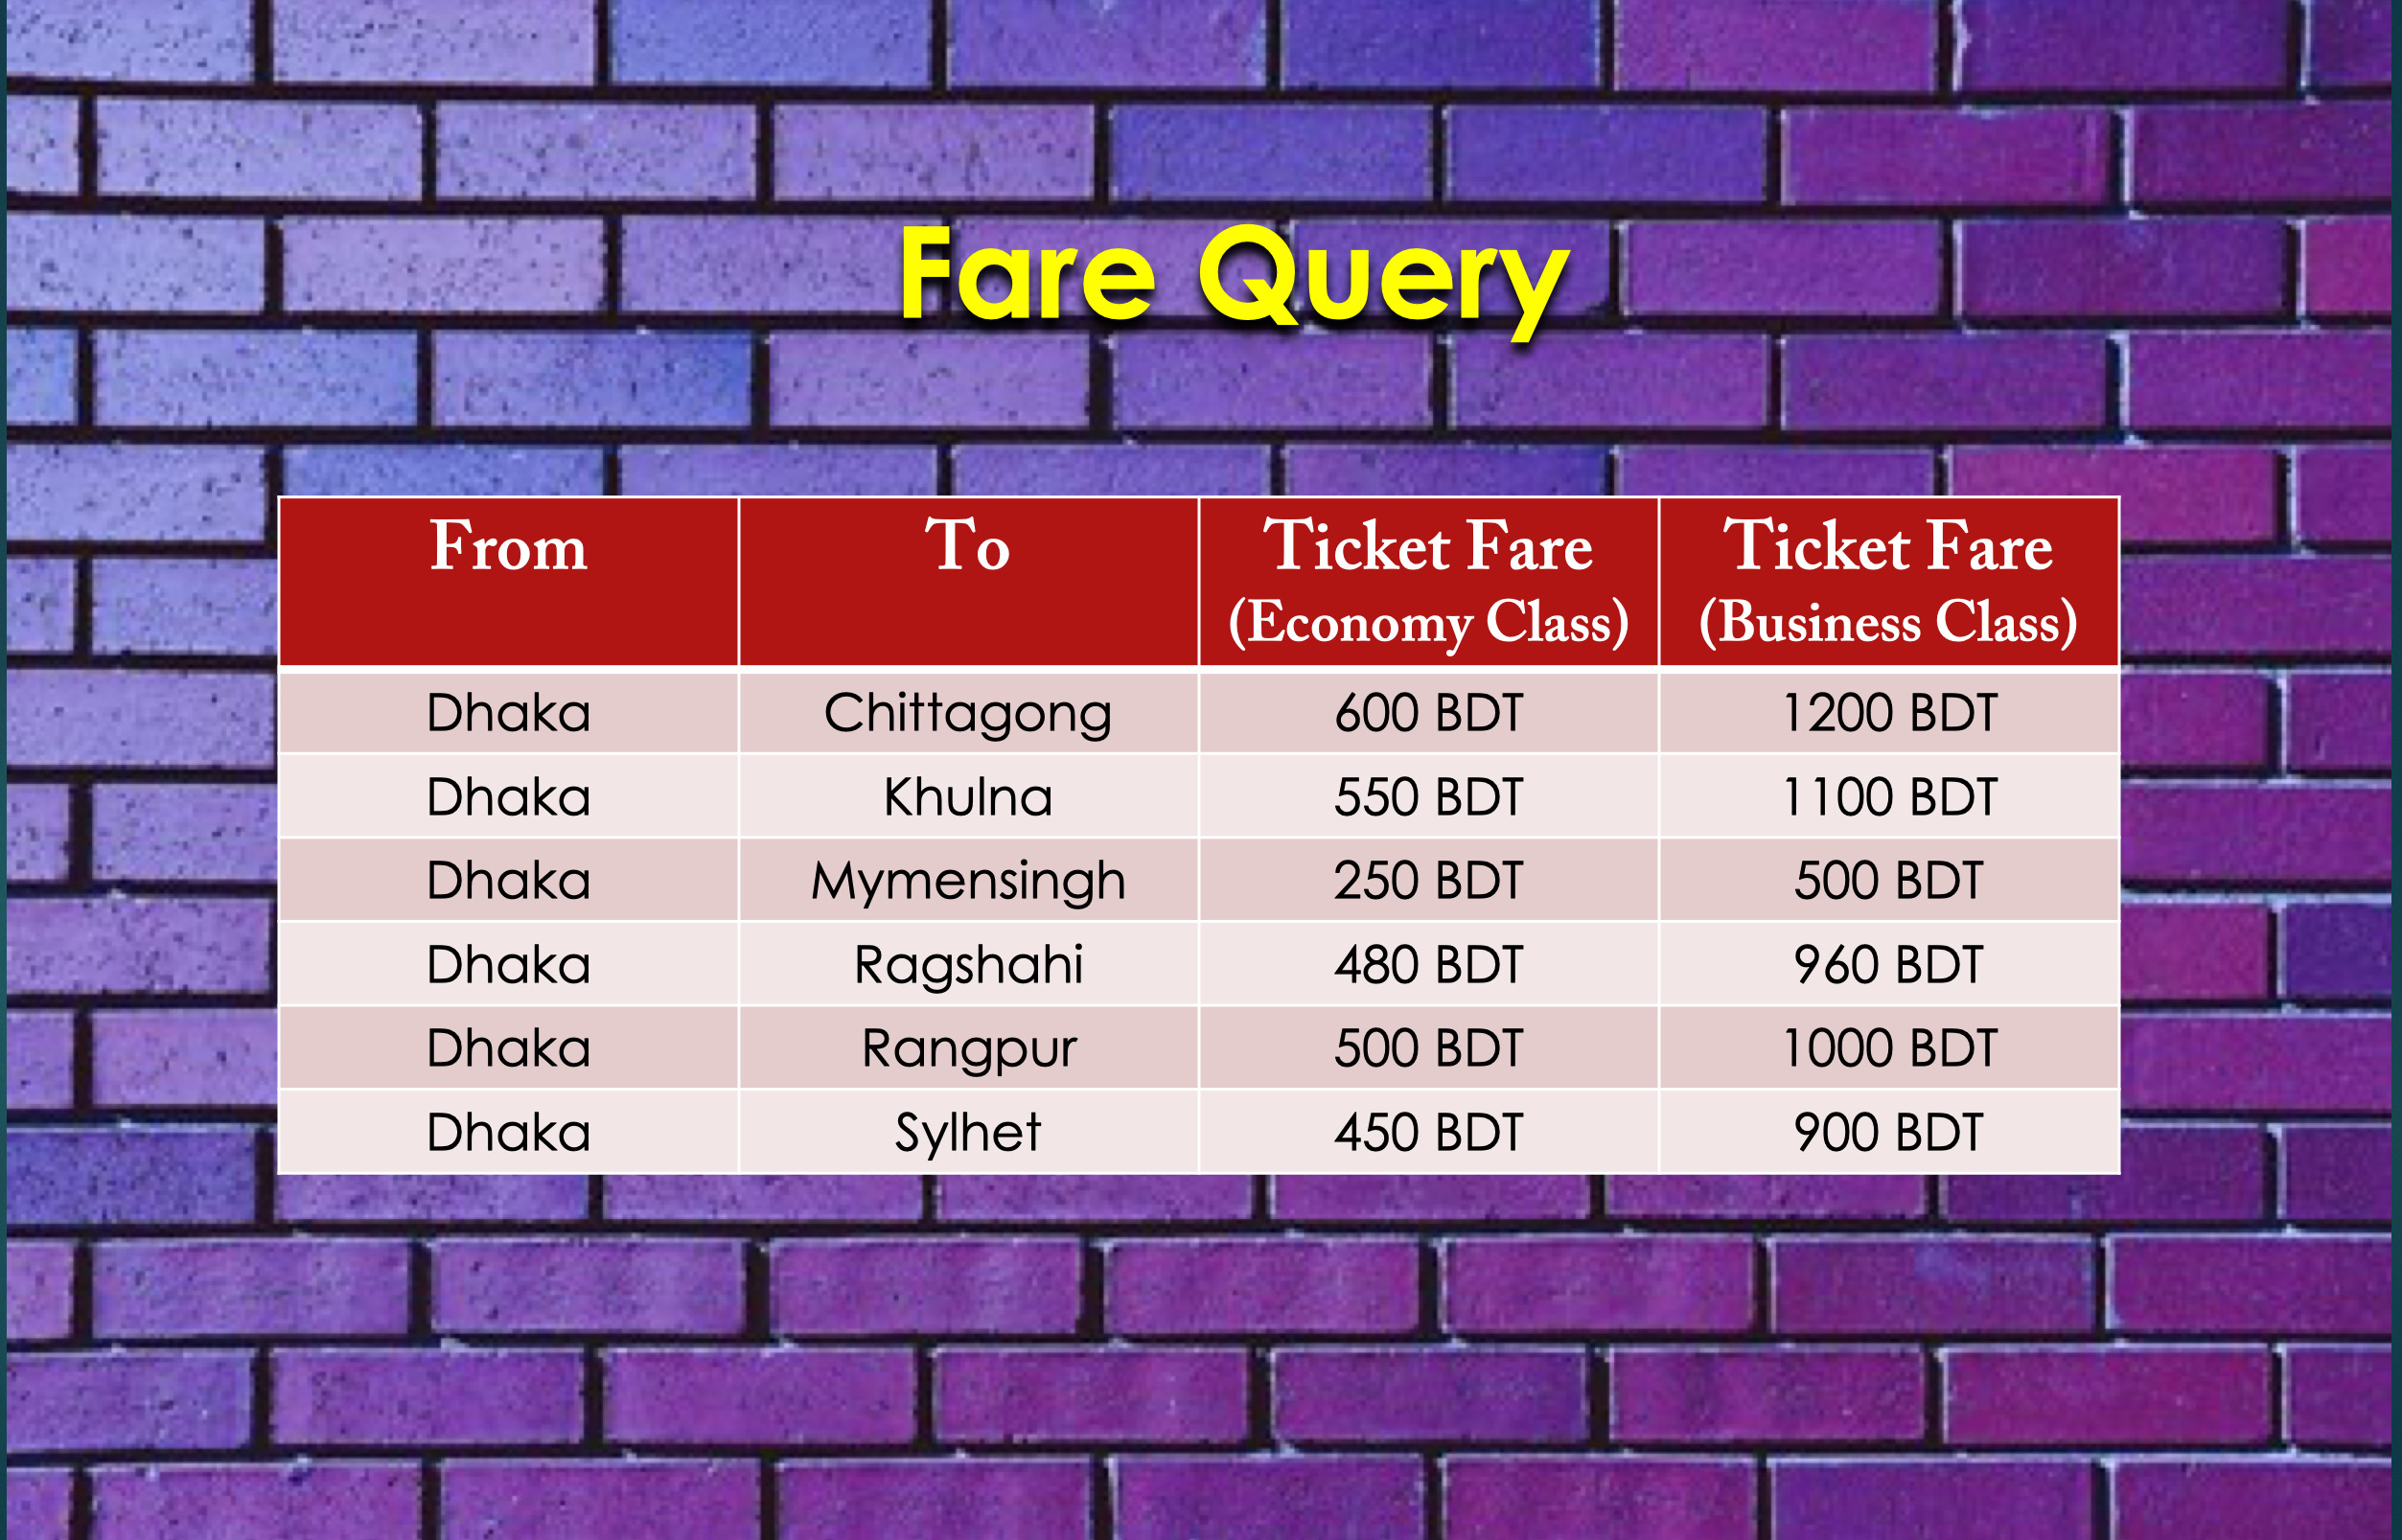 Fare Query
From To Ticket Fare (Economy Class) Ticket Fare (Business Class)
Dhaka Chittagong 600 BDT 1200 BDT
Dhaka Khulna 550 BDT 1100 BDT
Dhaka Mymensingh 250 BDT 500 BDT
Dhaka Ragshahi 480 BDT 960 BDT
Dhaka Rangpur 500 BDT 1000 BDT
Dhaka Sylhet 450 BDT 900 BDT